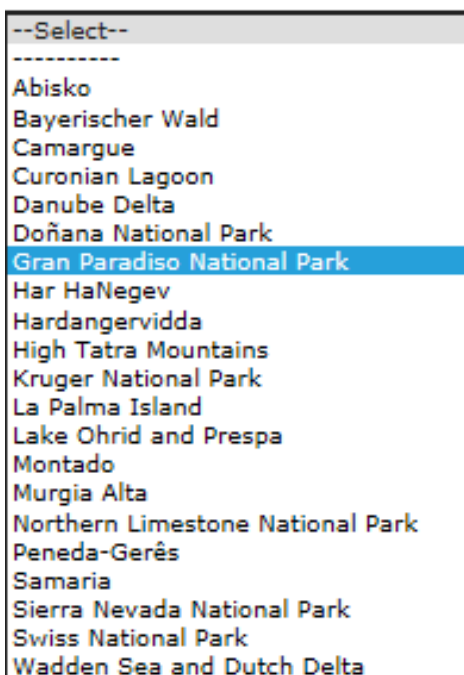 --Select--
----------
Abisko
Bayerischer Wald
Camargue
Curonian Lagoon
Danube Delta
Doñana National Park
Gran Paradiso National Park
Har HaNegev
Hardangervidda
High Tatra Mountains
Kruger National Park
La Palma Island
Lake Ohrid and Prespa
Montado
Murgia Alta
Northern Limestone National Park
Peneda-Gerês
Samaria
Sierra Nevada National Park
Swiss National Park
Wadden Sea and Dutch Delta